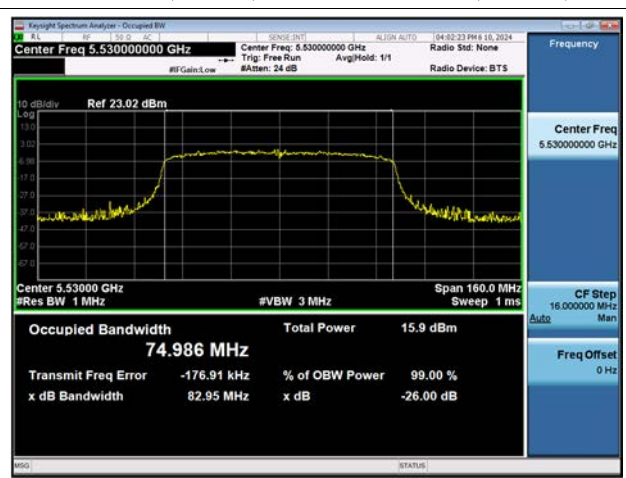 Keysight Spectrum Analyzer - Occupied BW
RL RF 50 Ω AC SENSE:INT ALIGN AUTO 04:02:23 PM 6 10, 2024
Center Freq 5.530000000 GHz Center Freq: 5.530000000 GHz Radio Std: None Frequency
Trig: Free Run Avg|Hold: 1/1
#IFGain:Low #Atten: 24 dB Radio Device: BTS
10 dB/div Ref 23.02 dBm
Log
13.0
3.02
-6.98
-17.0
-27.0
-37.0
-47.0
-57.0
-67.0
Center Freq
5.530000000 GHz
Center 5.53000 GHz Span 160.0 MHz
#Res BW 1 MHz #VBW 3 MHz Sweep 1 ms
CF Step
16.000000 MHz
Auto Man
Occupied Bandwidth Total Power 15.9 dBm
74.986 MHz
Transmit Freq Error -176.91 kHz % of OBW Power 99.00 %
x dB Bandwidth 82.95 MHz x dB -26.00 dB
Freq Offset
0 Hz
MSG STATUS